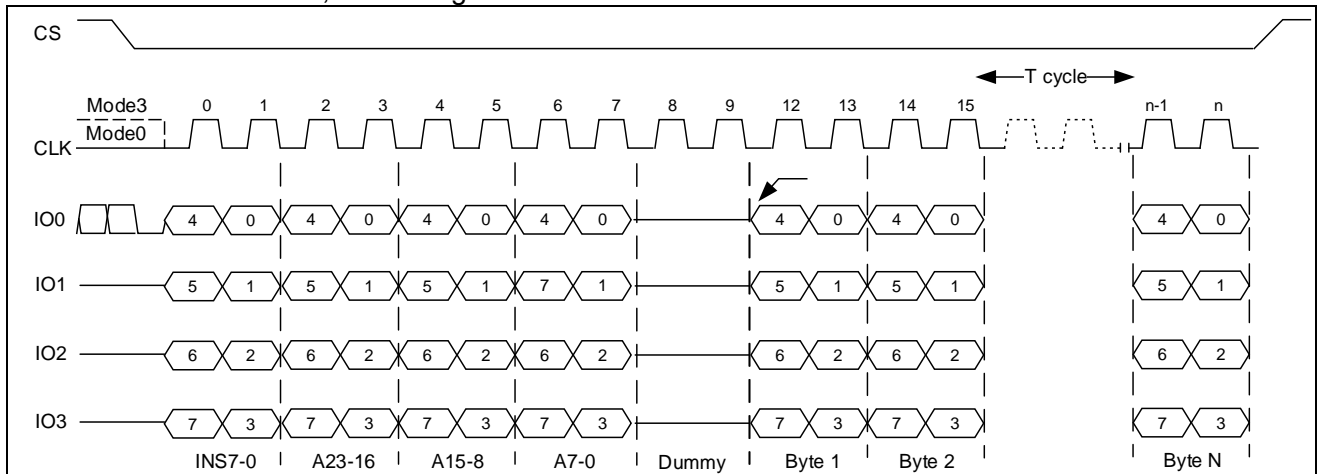 CS
T cycle
Mode3 0 1 2 3 4 5 6 7 8 9 12 13 14 15 n-1 n
Mode0
CLK
IO0 4 0 4 0 4 0 4 0 4 0 4 0 4 0
IO1 5 1 5 1 5 1 7 1 5 1 5 1 5 1
IO2 6 2 6 2 6 2 6 2 6 2 6 2 6 2
IO3 7 3 7 3 7 3 7 3 7 3 7 3 7 3
INS7-0 A23-16 A15-8 A7-0 Dummy Byte 1 Byte 2 Byte N